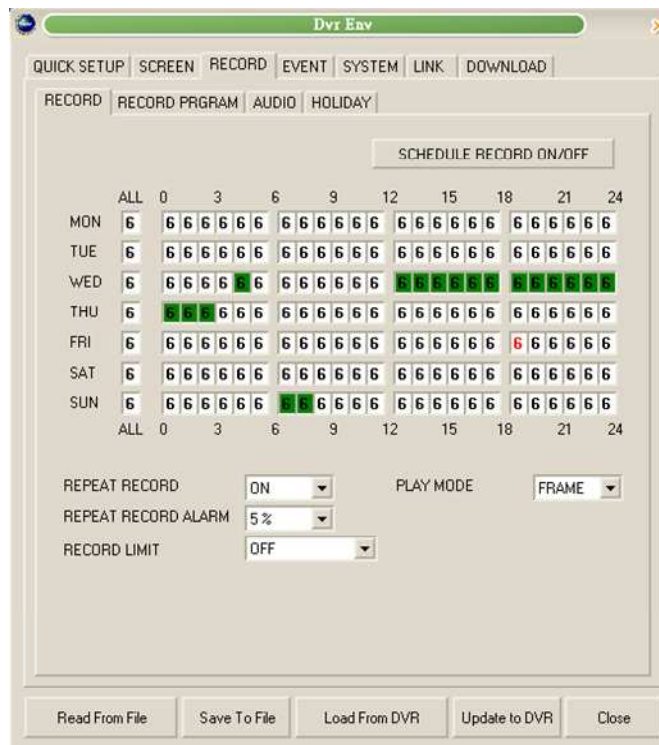 Dvr Env
QUICK SETUP SCREEN RECORD EVENT SYSTEM LINK DOWNLOAD
RECORD RECORD PRGRAM AUDIO HOLIDAY
SCHEDULE RECORD ON/OFF
ALL 0 3 6 9 12 15 18 21 24
MON 6 6 6 6 6 6 6 6 6 6 6 6 6 6 6 6 6 6 6 6 6 6 6 6 6
TUE 6 6 6 6 6 6 6 6 6 6 6 6 6 6 6 6 6 6 6 6 6 6 6 6 6
WED 6 6 6 6 6 6 6 6 6 6 6 6 6 6 6 6 6 6 6 6 6 6 6 6 6
THU 6 6 6 6 6 6 6 6 6 6 6 6 6 6 6 6 6 6 6 6 6 6 6 6 6
FRI 6 6 6 6 6 6 6 6 6 6 6 6 6 6 6 6 6 6 6 6 6 6 6 6 6
SAT 6 6 6 6 6 6 6 6 6 6 6 6 6 6 6 6 6 6 6 6 6 6 6 6 6
SUN 6 6 6 6 6 6 6 6 6 6 6 6 6 6 6 6 6 6 6 6 6 6 6 6 6
ALL 0 3 6 9 12 15 18 21 24
REPEAT RECORD ON PLAY MODE FRAME
REPEAT RECORD ALARM 5%
RECORD LIMIT OFF
Read From File Save To File Load From DVR Update to DVR Close